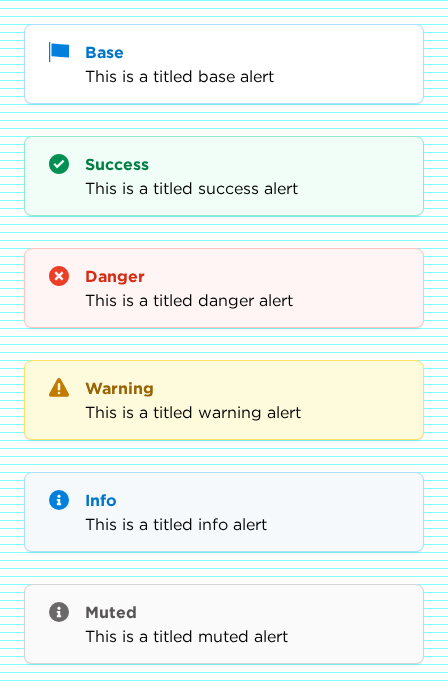 Base
This is a titled base alert
Success
This is a titled success alert
Danger
This is a titled danger alert
Warning
This is a titled warning alert
Info
This is a titled info alert
Muted
This is a titled muted alert